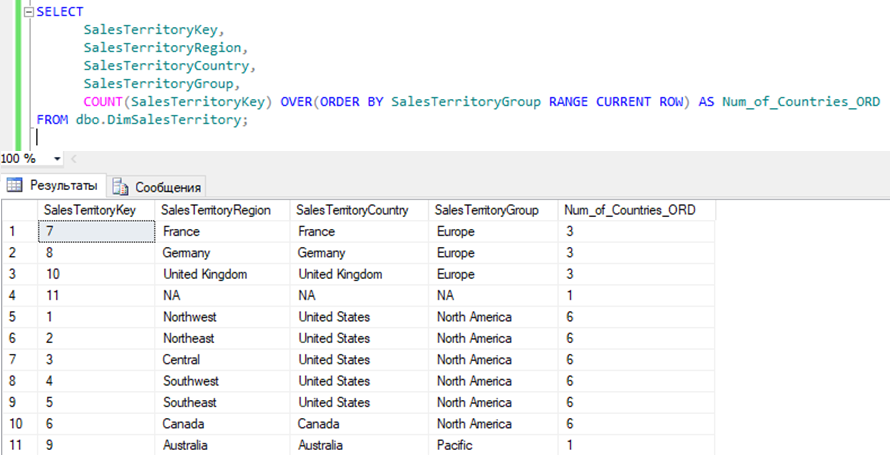 SELECT
SalesTerritoryKey,
SalesTerritoryRegion,
SalesTerritoryCountry,
SalesTerritoryGroup,
COUNT(SalesTerritoryKey) OVER(ORDER BY SalesTerritoryGroup RANGE CURRENT ROW) AS Num_of_Countries_ORD
FROM dbo.DimSalesTerritory;
100 %
Результаты Сообщения
SalesTerritoryKey SalesTerritoryRegion SalesTerritoryCountry SalesTerritoryGroup Num_of_Countries_ORD
1 7 France France Europe 3
2 8 Germany Germany Europe 3
3 10 United Kingdom United Kingdom Europe 3
4 11 NA NA NA 1
5 1 Northwest United States North America 6
6 2 Northeast United States North America 6
7 3 Central United States North America 6
8 4 Southwest United States North America 6
9 5 Southeast United States North America 6
10 6 Canada Canada North America 6
11 9 Australia Australia Pacific 1